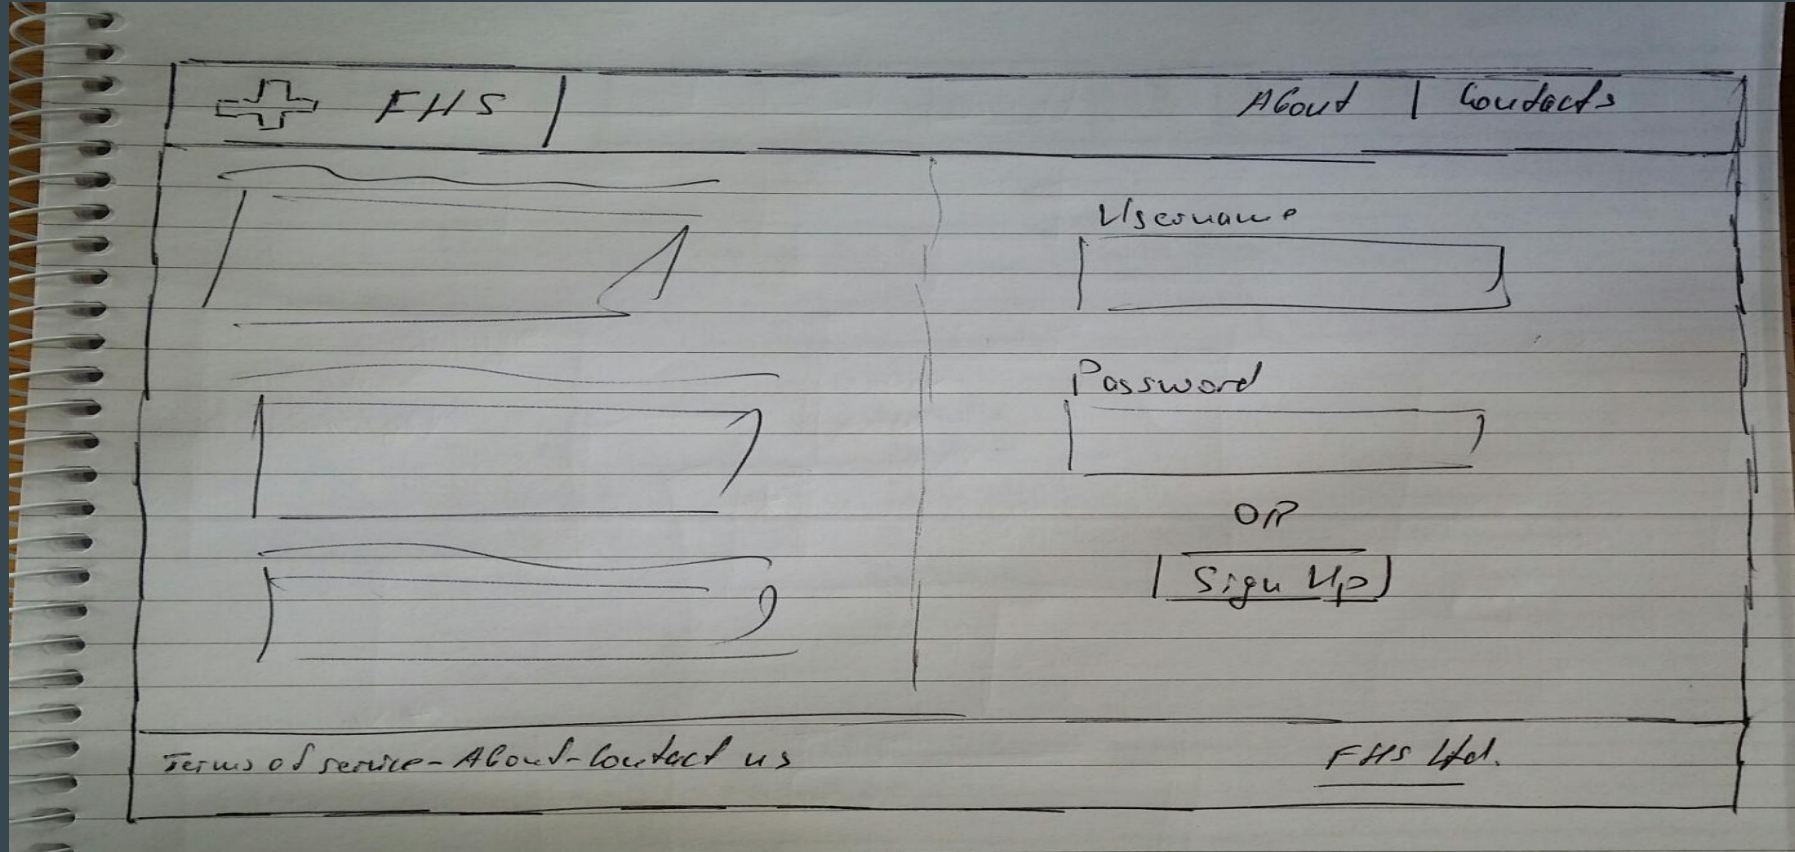 FHS
About | Contacts
Username
Password
OR
Sign Up
Terms of service - About - Contact us
FHS Ltd.